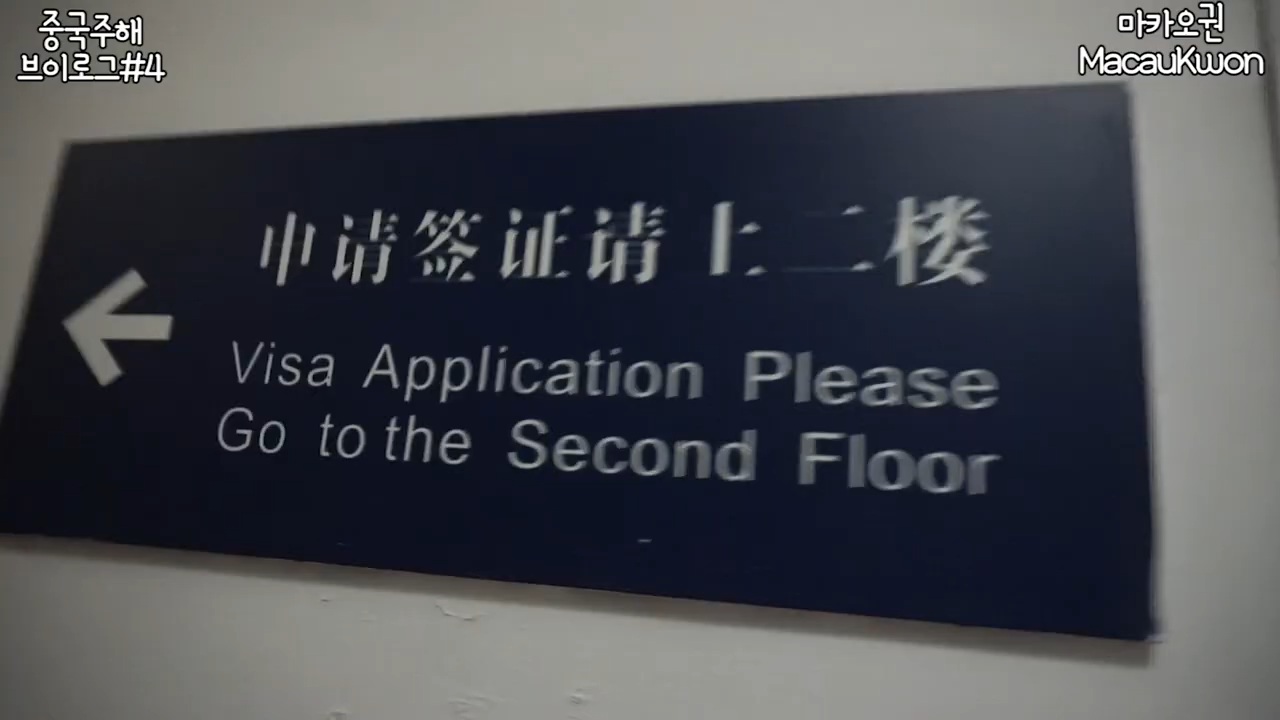 중국주해
브이로그#4
마카오권
MacauKwon
申请签证请上二楼
Visa Application Please
Go to the Second Floor